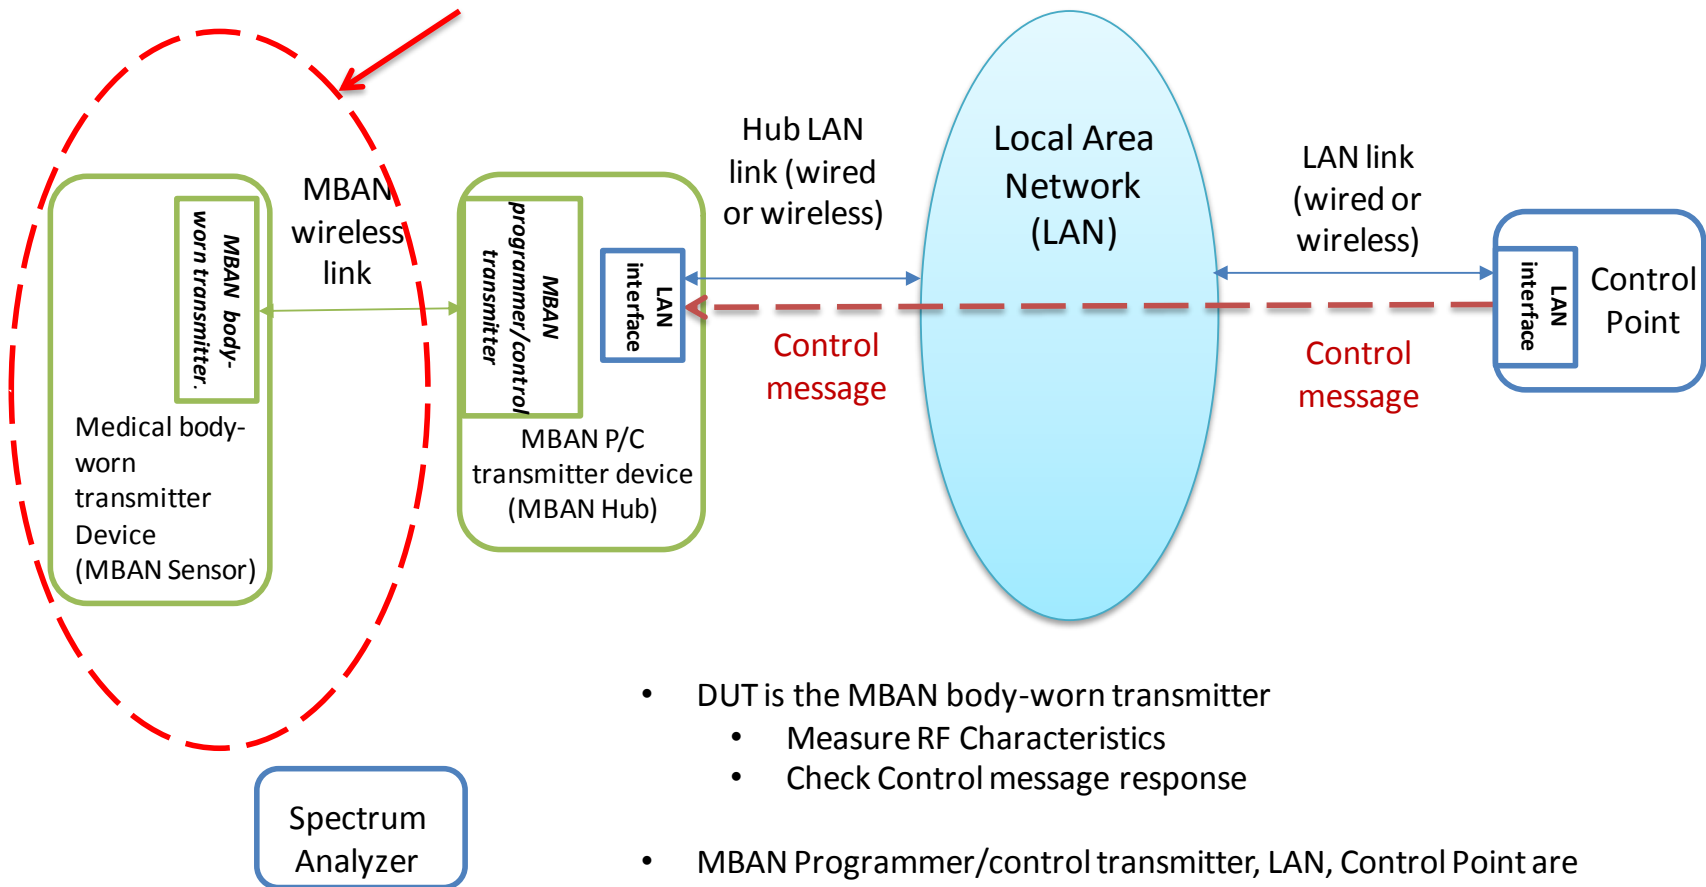 MBAN
wireless
link
MBAN body-
worn transmitter.
Medical body-
worn
transmitter
Device
(MBAN Sensor)
MBAN
programmer/control
transmitter
LAN
interface
MBAN P/C
transmitter device
(MBAN Hub)
Hub LAN
link (wired
or wireless)
Control
message
Local Area
Network
(LAN)
LAN link
(wired or
wireless)
Control
message
LAN
interface
Control
Point
Spectrum
Analyzer
• DUT is the MBAN body-worn transmitter
• Measure RF Characteristics
• Check Control message response
• MBAN Programmer/control transmitter, LAN, Control Point are